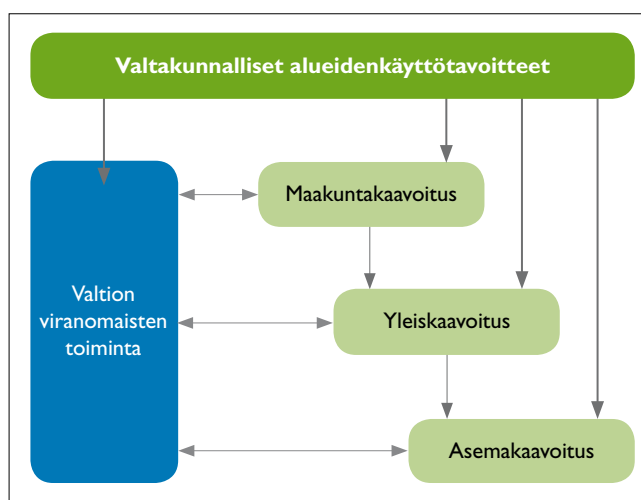 Valtakunnalliset alueidenkäyttötavoitteet
Maakuntakaavoitus
Valtion
viranomaisten
toiminta
Yleiskaavoitus
Asemakaavoitus